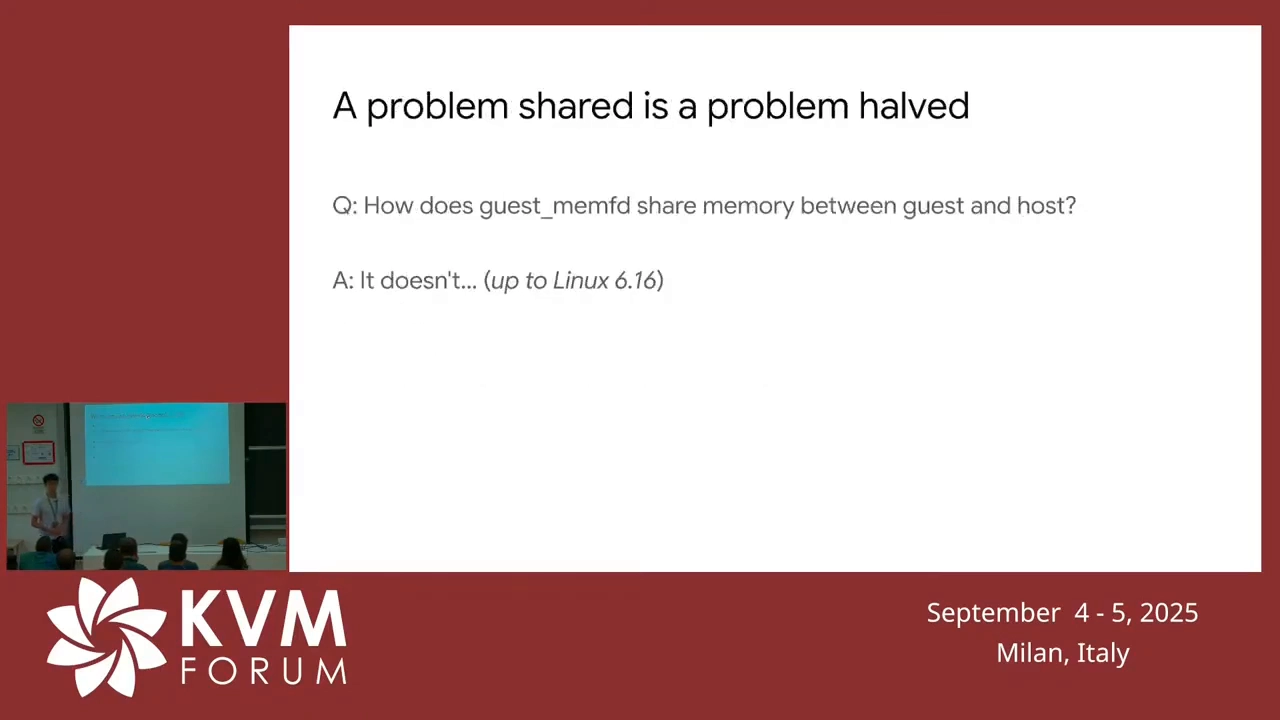 A problem shared is a problem halved
Q: How does guest_memfd share memory between guest and host?
A: It doesn't... (up to Linux 6.16)
KVM
FORUM
September 4 - 5, 2025
Milan, Italy